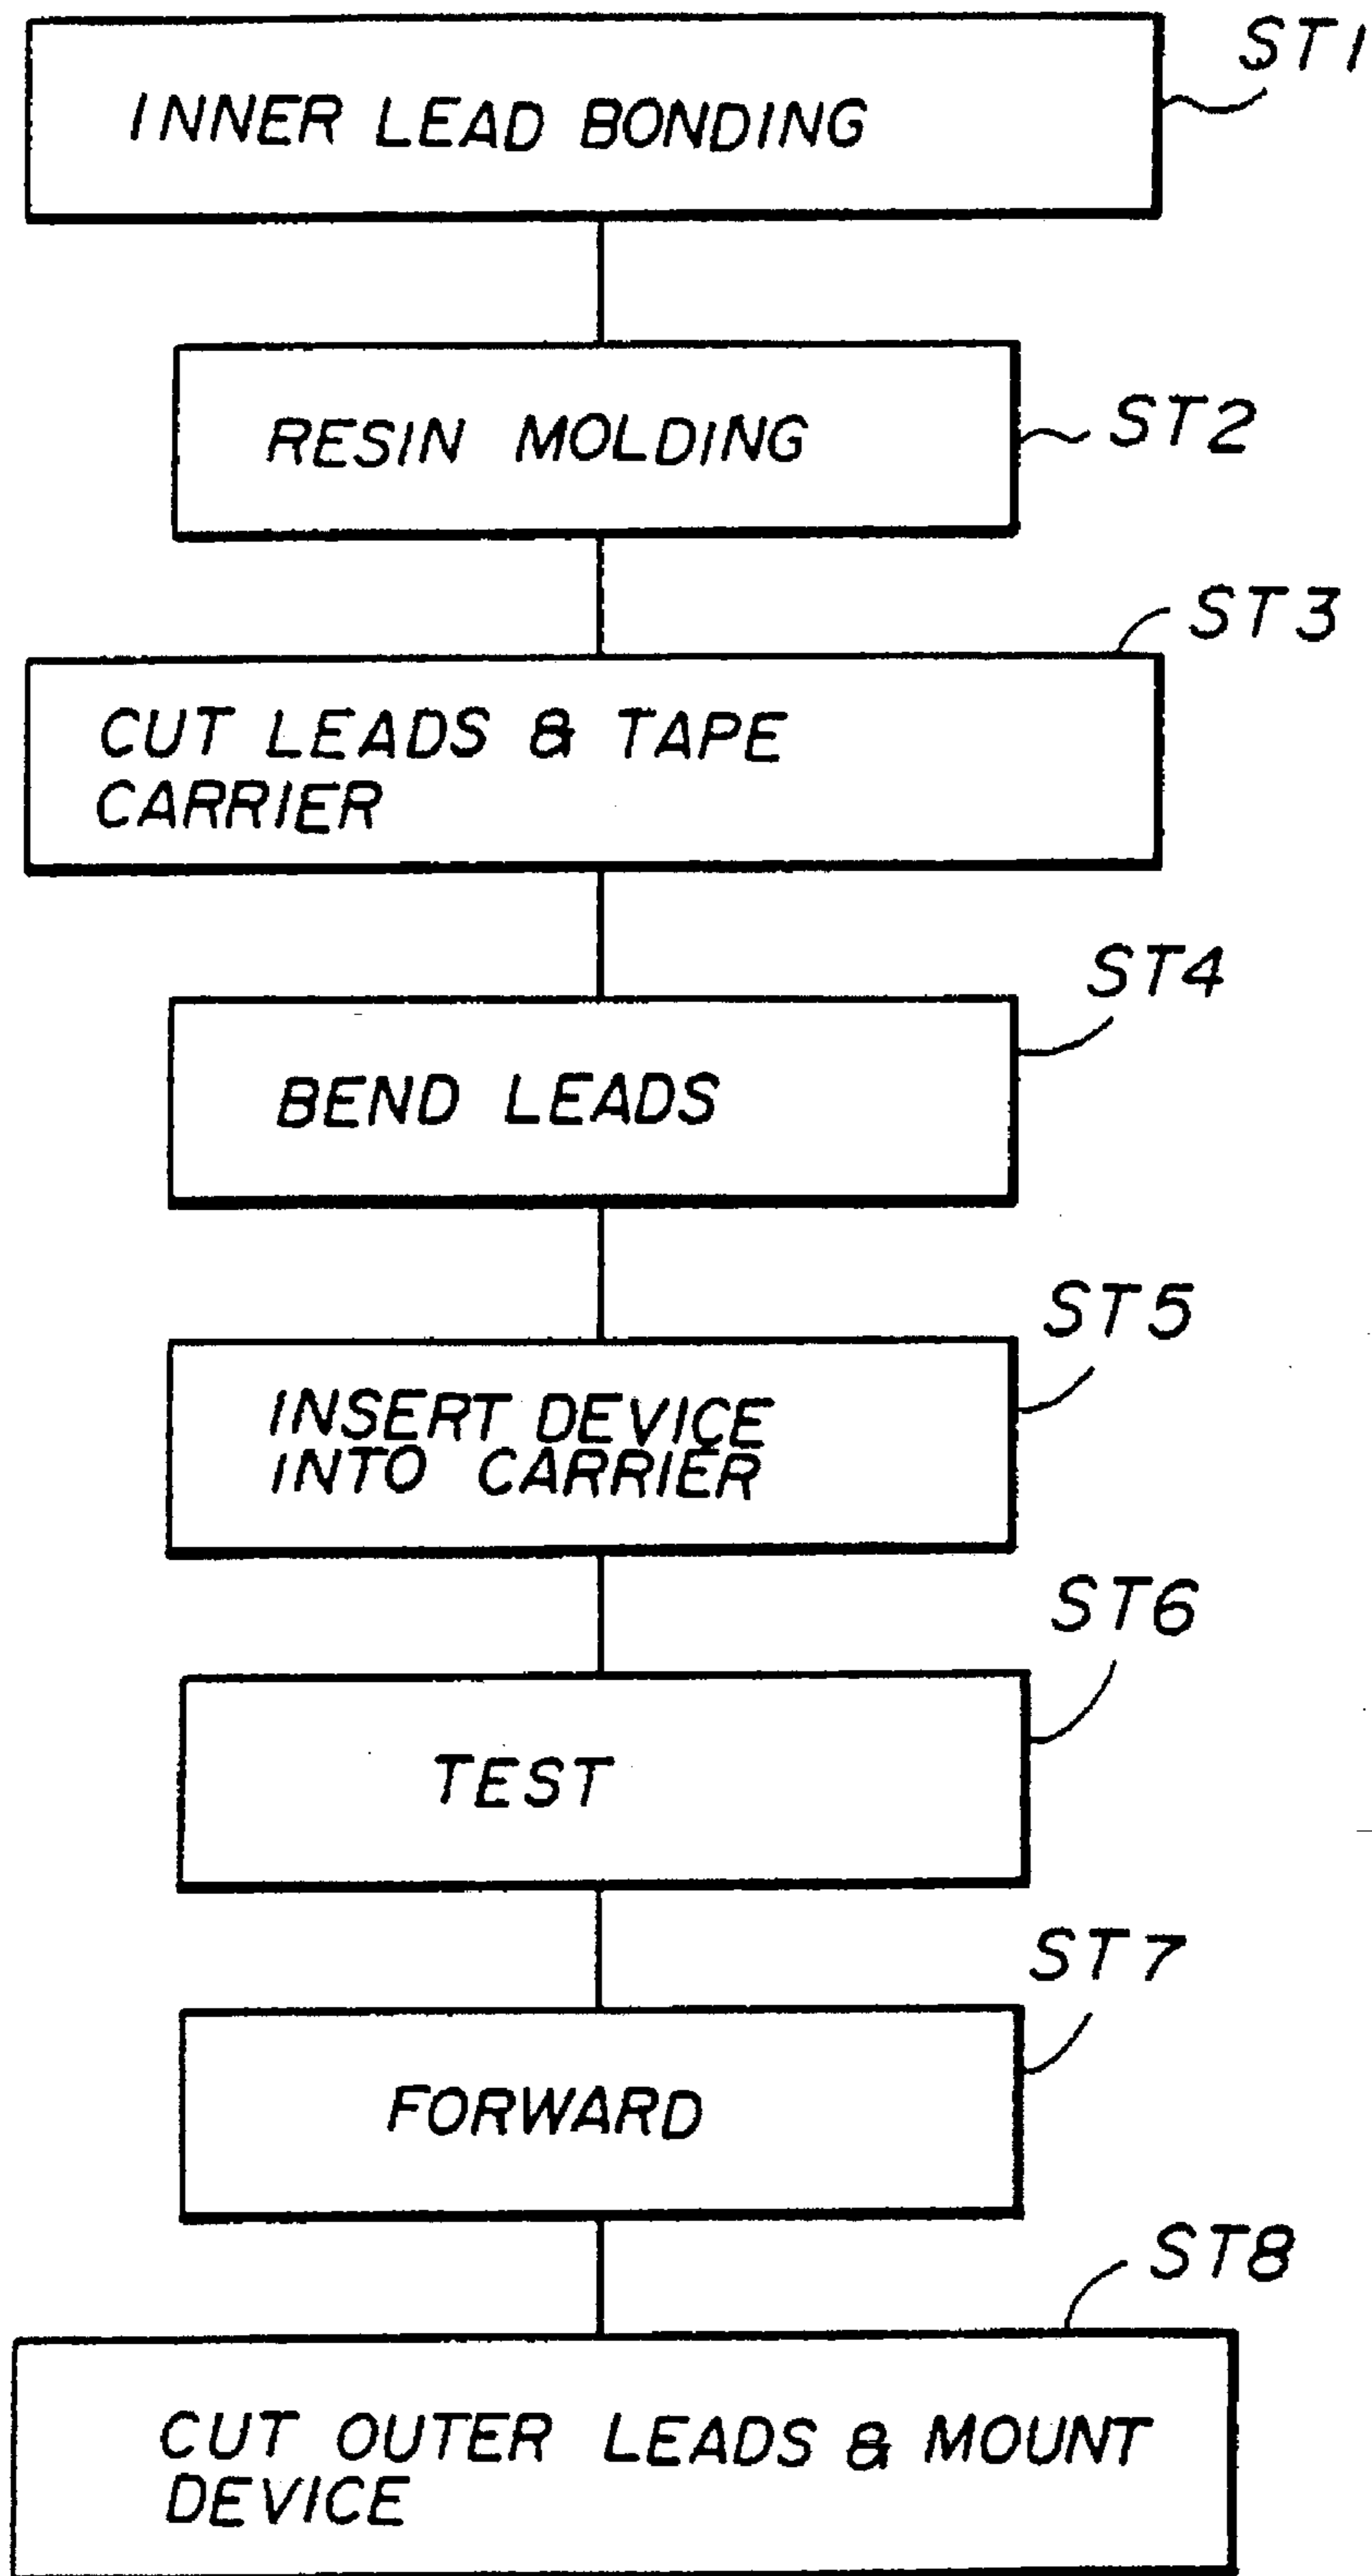 INNER LEAD BONDING
ST1
RESIN MOLDING
ST2
ST3
CUT LEADS & TAPE
CARRIER
ST4
BEND LEADS
ST5
INSERT DEVICE
INTO CARRIER
ST6
TEST
ST7
FORWARD
ST8
CUT OUTER LEADS & MOUNT
DEVICE